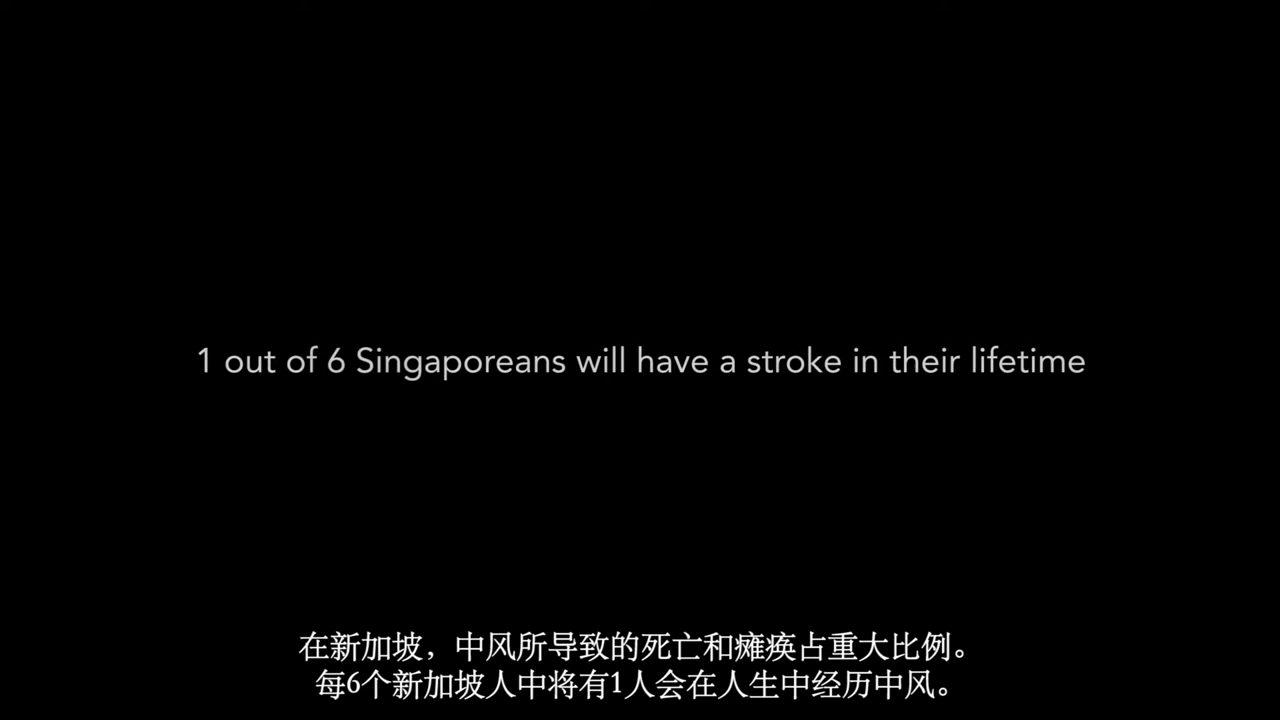 1 out of 6 Singaporeans will have a stroke in their lifetime
在新加坡，中风所导致的死亡和瘫痪占重大比例。
每6个新加坡人中将有1人会在人生中经历中风。